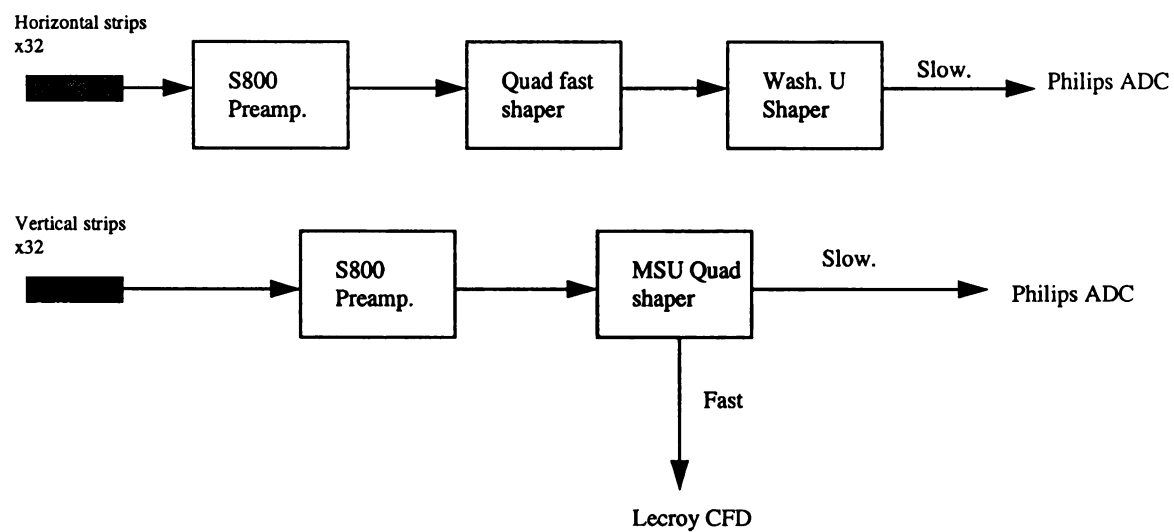 Horizontal strips
x32
S800
Preamp.
Quad fast
shaper
Wash. U
Shaper
Slow.
Philips ADC
Vertical strips
x32
S800
Preamp.
MSU Quad
shaper
Slow.
Philips ADC
Fast
Lecroy CFD